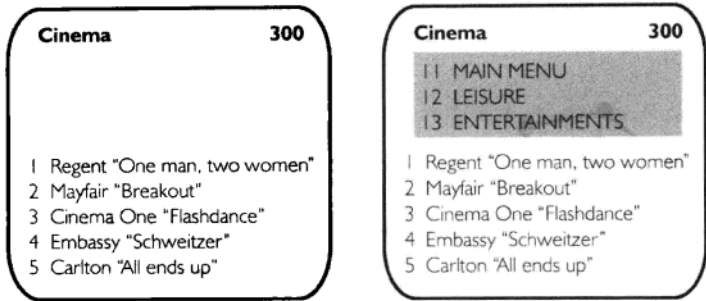 Cinema 300
1 Regent "One man, two women"
2 Mayfair "Breakout"
3 Cinema One "Flashdance"
4 Embassy "Schweitzer"
5 Carlton "All ends up"
Cinema 300
11 MAIN MENU
12 LEISURE
13 ENTERTAINMENTS
1 Regent "One man, two women"
2 Mayfair "Breakout"
3 Cinema One "Flashdance"
4 Embassy "Schweitzer"
5 Carlton "All ends up"